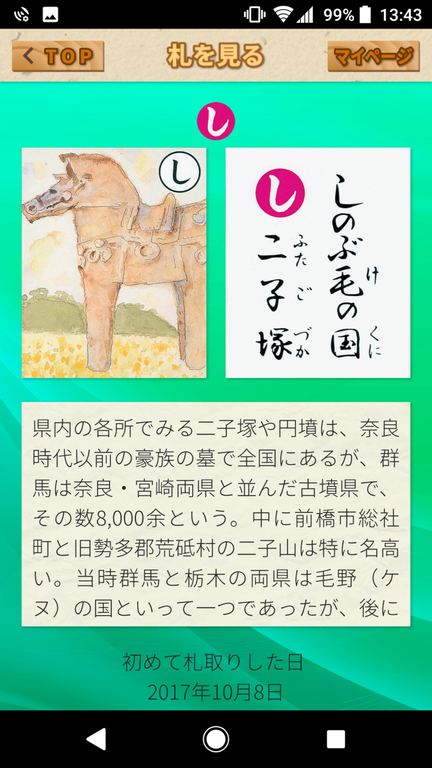 99% 13:43
TOP 札を見る マイページ
し
し
し
しのぶ毛の国
け
くに
二子塚
ふた
ご
づか
県内の各所でみる二子塚や円墳は、奈良
時代以前の豪族の墓で全国にあるが、群
馬は奈良・宮崎両県と並んだ古墳県で、
その数8,000余という。中に前橋市総社
町と旧勢多郡荒砥村の二子山は特に名高
い。当時群馬と栃木の両県は毛野（ケ
ヌ）の国といって一つであったが、後に
初めて札取りした日
2017年10月8日